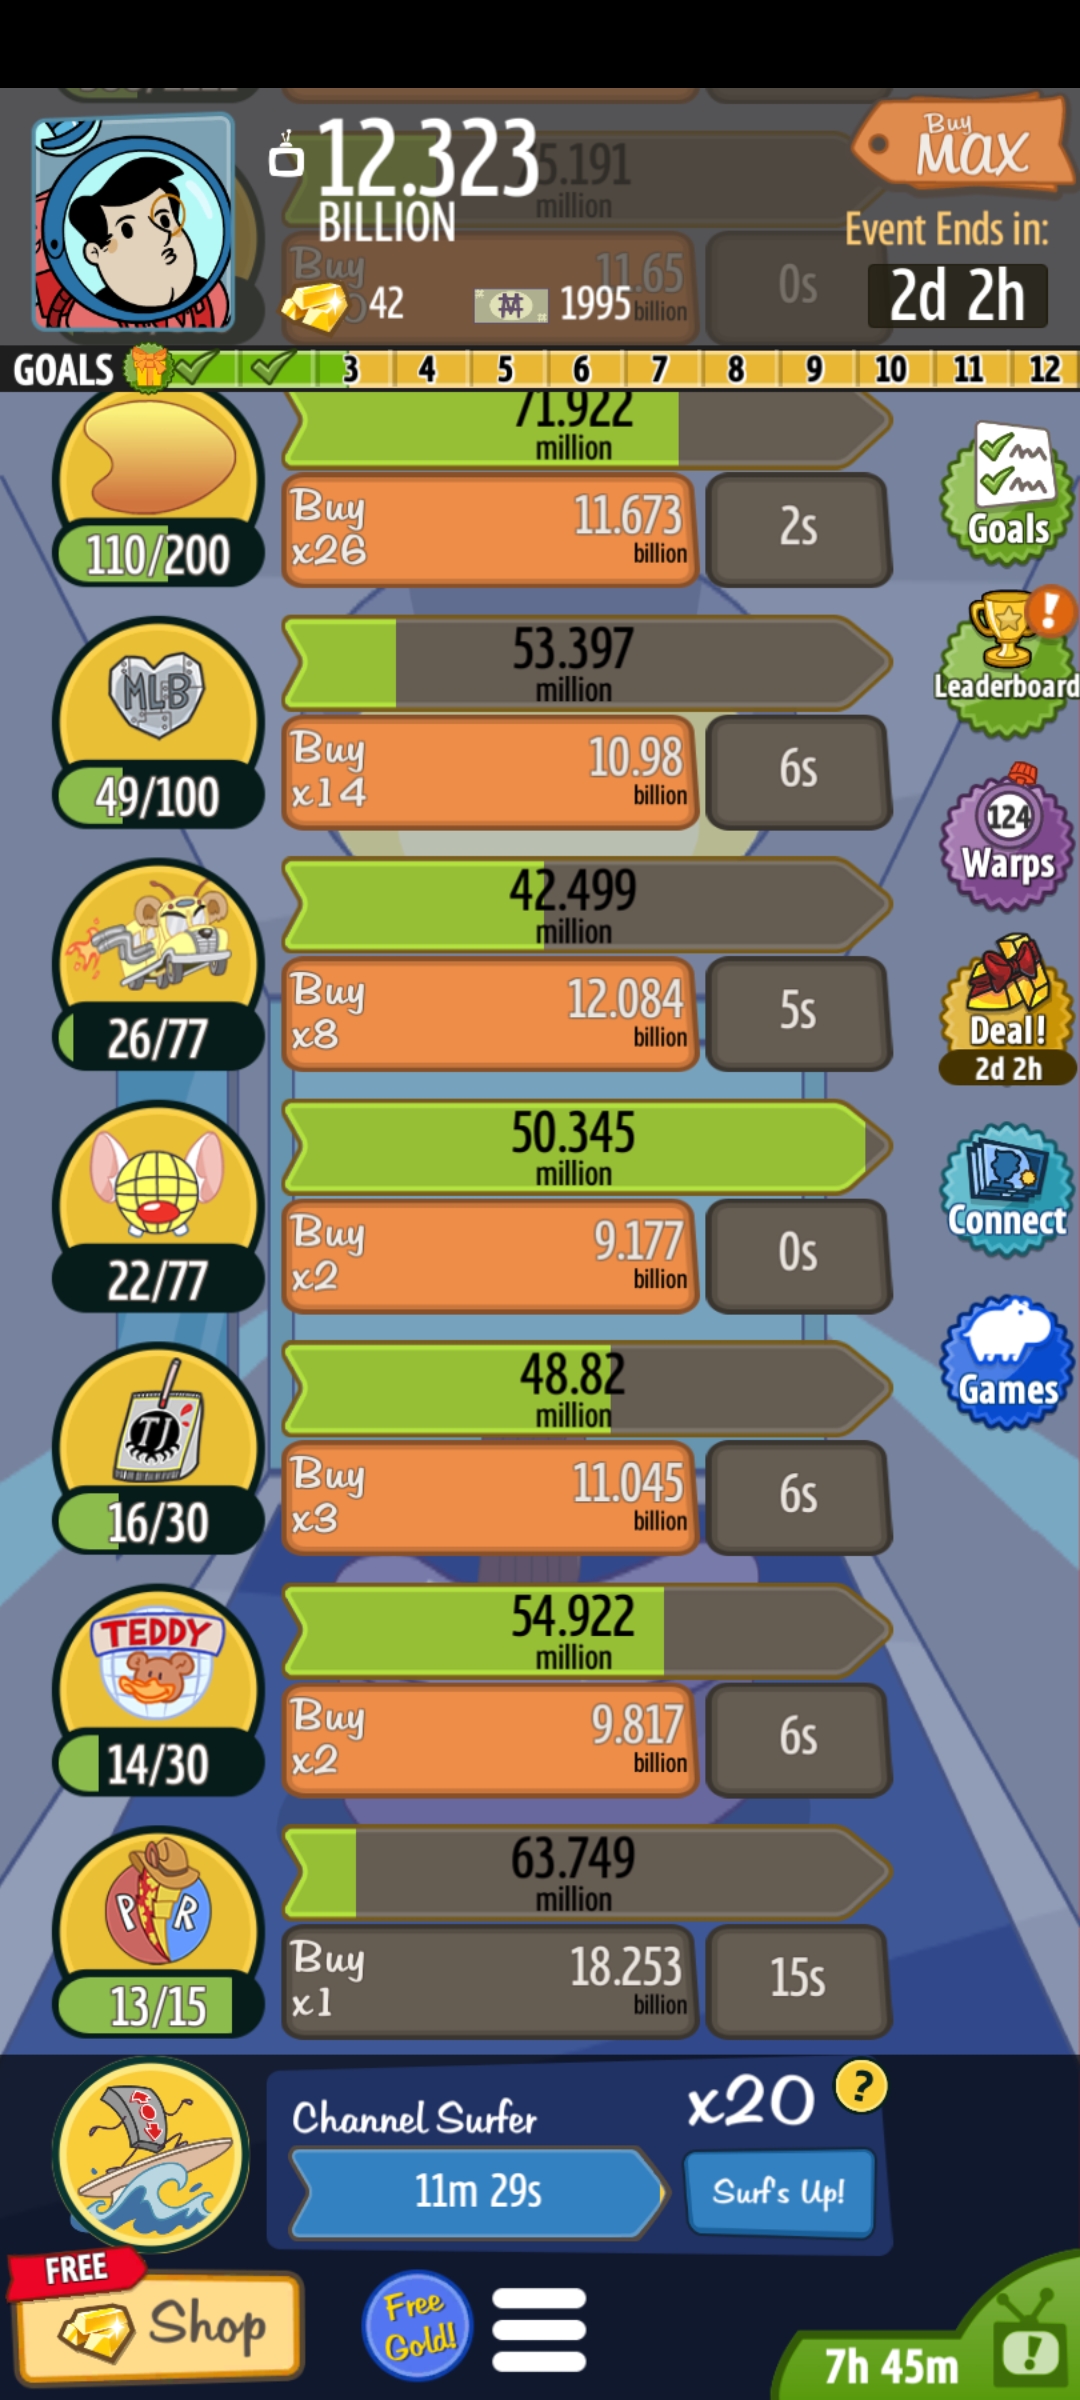 12.323
BILLION
5.191
million
Buy
MAX
Event Ends in:
2d 2h
Buy
11.65
billion
0s
42
1995
GOALS
3
4
5
6
7
8
9
10
11
12
71.922
million
Buy
x26
11.673
billion
2s
110/200
Goals
53.397
million
MLB
Buy
x14
10.98
billion
6s
49/100
!
Leaderboard
124
Warps
42.499
million
Buy
x8
12.084
billion
5s
26/77
Deal!
2d 2h
50.345
million
Buy
x2
9.177
billion
0s
22/77
Connect
48.82
million
TJ
Buy
x3
11.045
billion
6s
16/30
Games
54.922
million
TEDDY
Buy
x2
9.817
billion
6s
14/30
63.749
million
P R
Buy
x1
18.253
billion
15s
13/15
Channel Surfer
x20
?
11m 29s
Surf's Up!
FREE
Shop
Free
Gold!
7h 45m
!